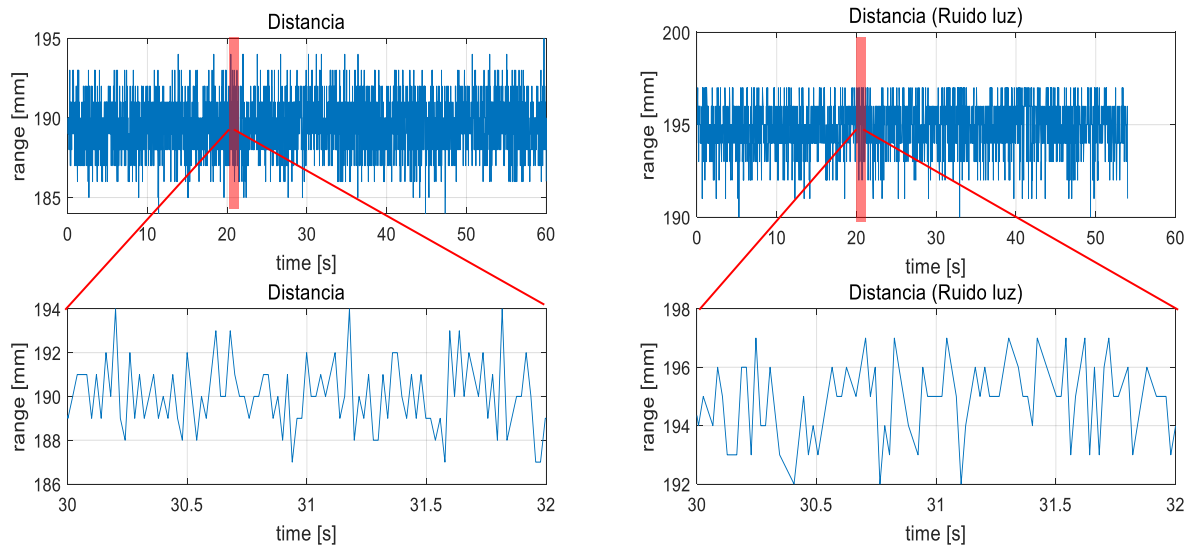 Distancia
195
190
185
range [mm]
0 10 20 30 40 50 60
time [s]
Distancia (Ruido luz)
200
195
190
range [mm]
0 10 20 30 40 50 60
time [s]
Distancia
194
192
190
188
186
range [mm]
30 30.5 31 31.5 32
time [s]
Distancia (Ruido luz)
198
196
194
192
range [mm]
30 30.5 31 31.5 32
time [s]